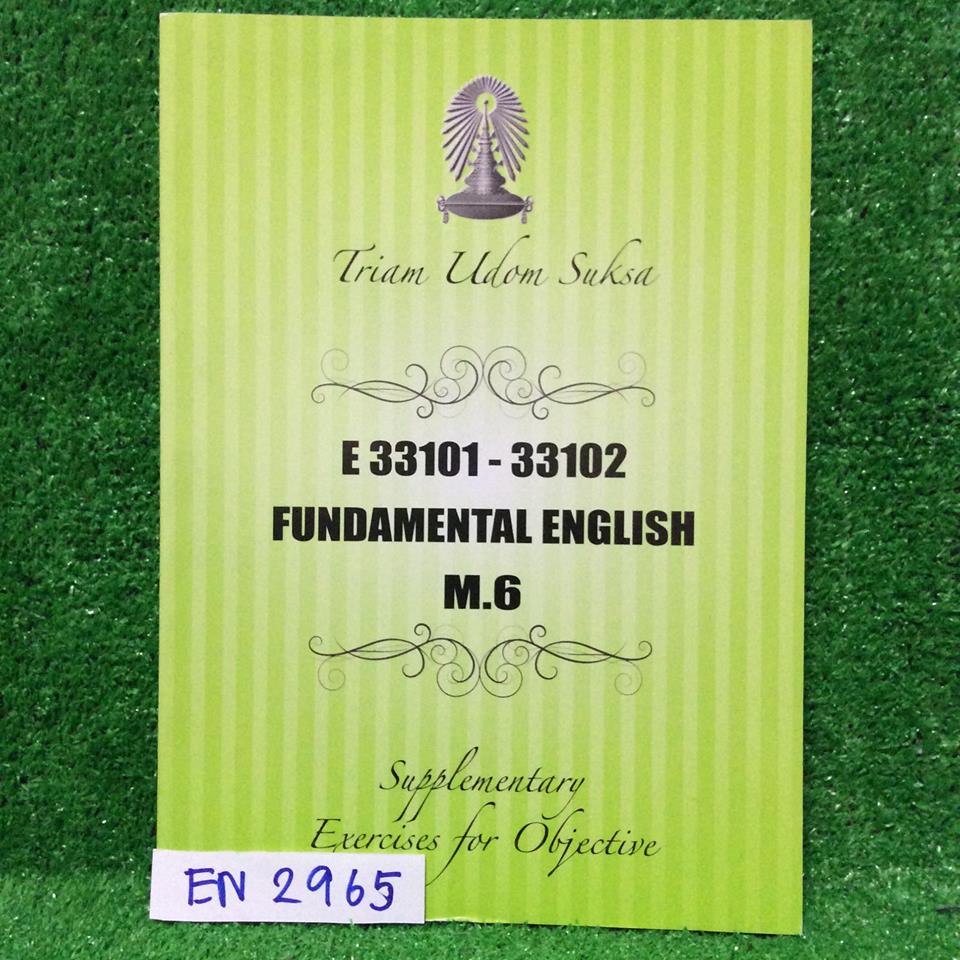 Triam Udom Suksa
E 33101 - 33102
FUNDAMENTAL ENGLISH
M.6
Supplementary
Exercises for Objective
EN 2965